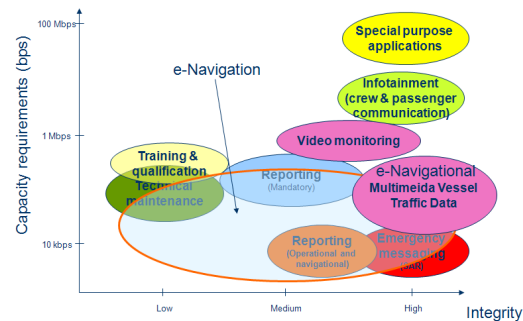 100 Mbps
Capacity requirements (bps)
Special purpose
applications
e-Navigation
Infotainment
(crew & passenger
communication)
1 Mbps
Video monitoring
Training &
qualification
Technical
maintenance
Reporting
(Mandatory)
e-Navigational
Multimeida Vessel
Traffic Data
10 kbps
Reporting
(Operational and
navigational)
Emergency
messaging
(SAR)
Low
Medium
High
Integrity